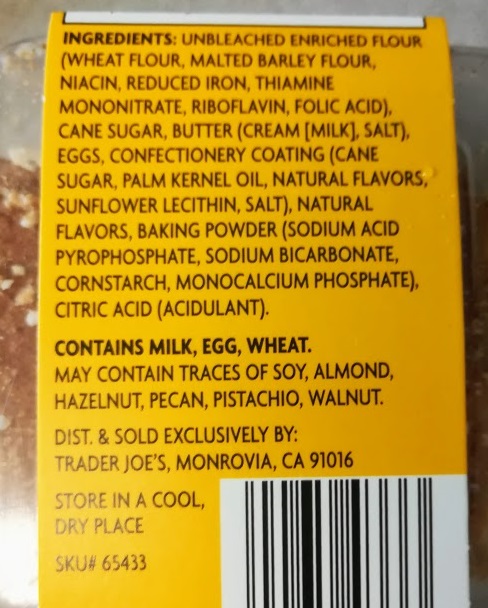 INGREDIENTS: UNBLEACHED ENRICHED FLOUR
(WHEAT FLOUR, MALTED BARLEY FLOUR,
NIACIN, REDUCED IRON, THIAMINE
MONONITRATE, RIBOFLAVIN, FOLIC ACID),
CANE SUGAR, BUTTER (CREAM [MILK], SALT),
EGGS, CONFECTIONERY COATING (CANE
SUGAR, PALM KERNEL OIL, NATURAL FLAVORS,
SUNFLOWER LECITHIN, SALT), NATURAL
FLAVORS, BAKING POWDER (SODIUM ACID
PYROPHOSPHATE, SODIUM BICARBONATE,
CORNSTARCH, MONOCALCIUM PHOSPHATE),
CITRIC ACID (ACIDULANT).
CONTAINS MILK, EGG, WHEAT.
MAY CONTAIN TRACES OF SOY, ALMOND,
HAZELNUT, PECAN, PISTACHIO, WALNUT.
DIST. & SOLD EXCLUSIVELY BY:
TRADER JOE'S, MONROVIA, CA 91016
STORE IN A COOL,
DRY PLACE
SKU# 65433